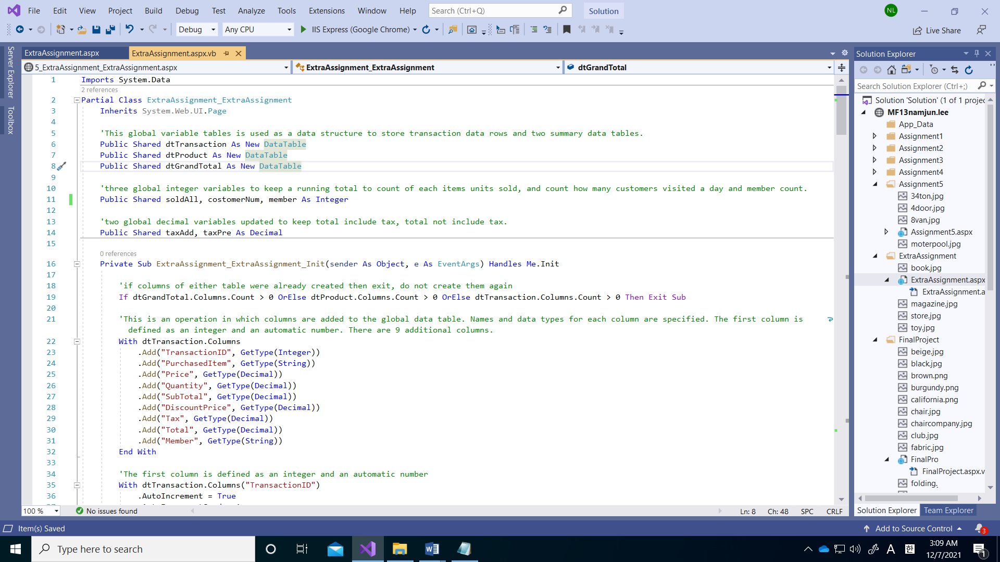 File Edit View Project Build Debug Test Analyze Tools Extensions Window Help Search (Ctrl+Q) Solution NL
Debug Any CPU IIS Express (Google Chrome) Live Share
Server Explorer
Toolbox
ExtraAssignment.aspx ExtraAssignment.aspx.vb
5_ExtraAssignment_ExtraAssignment.aspx ExtraAssignment_ExtraAssignment dtGrandTotal
1 Imports System.Data
2 references
2 Partial Class ExtraAssignment_ExtraAssignment
3 Inherits System.Web.UI.Page
4
5 'This global variable tables is used as a data structure to store transaction data rows and two summary data tables.
6 Public Shared dtTransaction As New DataTable
7 Public Shared dtProduct As New DataTable
8 Public Shared dtGrandTotal As New DataTable
9
10 'three global integer variables to keep a running total to count of each items units sold, and count how many customers visited a day and member count.
11 Public Shared soldAll, costomerNum, member As Integer
12
13 'two global decimal variables updated to keep total include tax, total not include tax.
14 Public Shared taxAdd, taxPre As Decimal
15
0 references
16 Private Sub ExtraAssignment_ExtraAssignment_Init(sender As Object, e As EventArgs) Handles Me.Init
17
18 'if columns of either table were already created then exit, do not create them again
19 If dtGrandTotal.Columns.Count > 0 OrElse dtProduct.Columns.Count > 0 OrElse dtTransaction.Columns.Count > 0 Then Exit Sub
20
21 'This is an operation in which columns are added to the global data table. Names and data types for each column are specified. The first column is
defined as an integer and an automatic number. There are 9 additional columns.
22 With dtTransaction.Columns
23 .Add("TransactionID", GetType(Integer))
24 .Add("PurchasedItem", GetType(String))
25 .Add("Price", GetType(Decimal))
26 .Add("Quantity", GetType(Decimal))
27 .Add("SubTotal", GetType(Decimal))
28 .Add("DiscountPrice", GetType(Decimal))
29 .Add("Tax", GetType(Decimal))
30 .Add("Total", GetType(Decimal))
31 .Add("Member", GetType(String))
32 End With
33
34 'The first column is defined as an integer and an automatic number
35 With dtTransaction.Columns("TransactionID")
36 .AutoIncrement = True
100 % No issues found Ln: 8 Ch: 48 SPC CRLF
Solution Explorer
Search Solution Explorer (Ctrl+;)
Solution 'Solution' (1 of 1 projec
MF13namjun.lee
App_Data
Assignment1
Assignment2
Assignment3
Assignment4
Assignment5
34ton.jpg
4door.jpg
8van.jpg
Assignment5.aspx
moterpool.jpg
ExtraAssignment
book.jpg
ExtraAssignment.aspx
ExtraAssignment.a
magazine.jpg
store.jpg
toy.jpg
FinalProject
beige.jpg
black.jpg
brown.png
burgundy.png
california.png
chair.jpg
chaircompany.jpg
club.jpg
fabric.jpg
FinalPro
FinalProject.aspx.v
folding.
Solution Explorer Team Explorer
Item(s) Saved Add to Source Control 3
Type here to search A 한 3:09 AM
12/7/2021 1